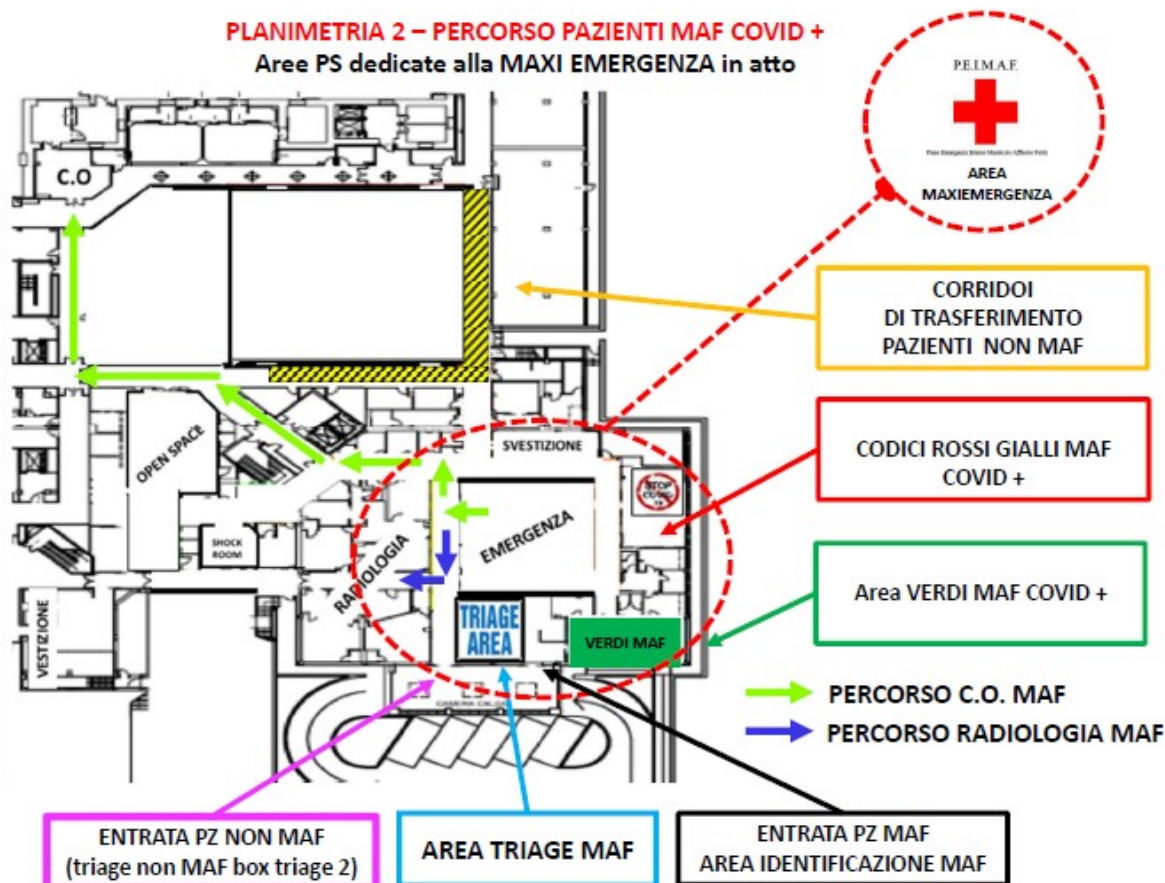 PLANIMETRIA 2 – PERCORSO PAZIENTI MAF COVID +
Aree PS dedicate alla MAXI EMERGENZA in atto
P.E.I.M.A.F.
AREA
MAXIEMERGENZA
C.O
CORRIDOI
DI TRASFERIMENTO
PAZIENTI NON MAF
OPEN SPACE
SVESTIZIONE
CODICI ROSSI GIALLI MAF
COVID +
STOP
EMERGENZA
SHOCK
ROOM
RADIOLOGIA
Area VERDI MAF COVID +
TRIAGE
AREA
VERDI MAF
VESTIZIONE
PERCORSO C.O. MAF
PERCORSO RADIOLOGIA MAF
ENTRATA PZ NON MAF
(triage non MAF box triage 2)
AREA TRIAGE MAF
ENTRATA PZ MAF
AREA IDENTIFICAZIONE MAF